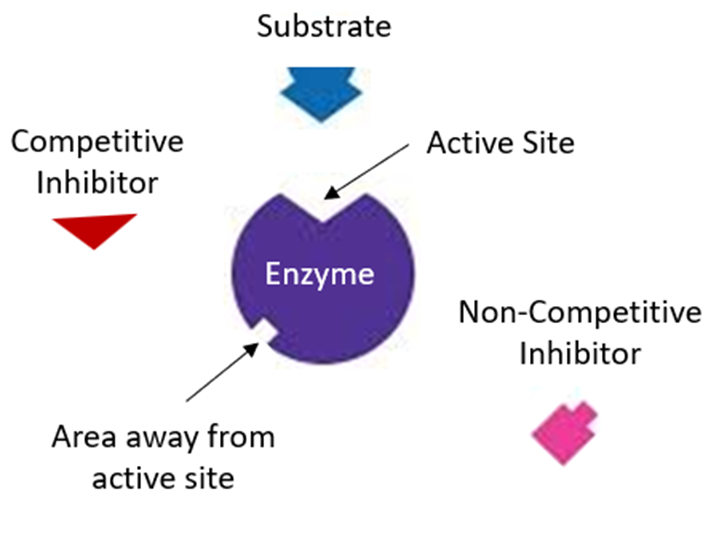 Substrate
Competitive
Inhibitor
Active Site
Enzyme
Non-Competitive
Inhibitor
Area away from
active site